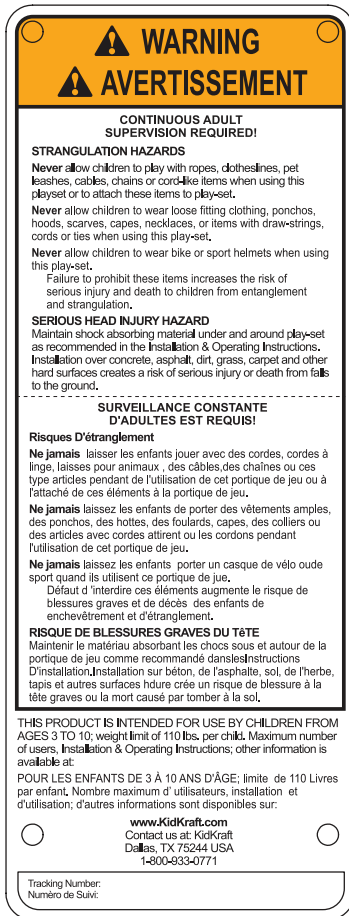 WARNING
AVERTISSEMENT
CONTINUOUS ADULT
SUPERVISION REQUIRED!
STRANGULATION HAZARDS
Never allow children to play with ropes, clotheslines, pet
leashes, cables, chains or cord-like items when using this
playset or to attach these items to play-set.
Never allow children to wear loose fitting clothing, ponchos,
hoods, scarves, capes, necklaces, or items with draw-strings,
cords or ties when using this play-set.
Never allow children to wear bike or sport helmets when using
this play-set.
Failure to prohibit these items increases the risk of
serious injury and death to children from entanglement
and strangulation.
SERIOUS HEAD INJURY HAZARD
Maintain shock absorbing material under and around play-set
as recommended in the Installation & Operating Instructions.
Installation over concrete, asphalt, dirt, grass, carpet and other
hard surfaces creates a risk of serious injury or death from falls
to the ground.
SURVEILLANCE CONSTANTE
D'ADULTES EST REQUIS!
Risques D'étranglement
Ne jamais laisser les enfants jouer avec des cordes, cordes à
linge, laisses pour animaux , des câbles,des chaînes ou ces
type articles pendant de l'utilisation de cet portique de jeu ou à
l'attaché de ces éléments à la portique de jeu.
Ne jamais laissez les enfants de porter des vêtements amples,
des ponchos, des hottes, des foulards, capes, des colliers ou
des articles avec cordes attirent ou les cordons pendant
l'utilisation de cet portique de jeu.
Ne jamais laissez les enfants porter un casque de vélo oude
sport quand ils utilisent ce portique de jue.
Défaut d 'interdire ces éléments augmente le risque de
blessures graves et de décès des enfants de
enchevêtrement et d'étranglement.
RISQUE DE BLESSURES GRAVES DU TêTE
Maintenir le matériau absorbant les chocs sous et autour de la
portique de jeu comme recommandé danslesInstructions
D'installation.Installation sur béton, de l'asphalte, sol, de l'herbe,
tapis et autres surfaces hdure crée un risque de blessure à la
tête graves ou la mort causé par tomber à la sol.
THIS PRODUCT IS INTENDED FOR USE BY CHILDREN FROM
AGES 3 TO 10; weight limit of 110 lbs. per child. Maximum number
of users, Installation & Operating Instructions; other information is
available at:
POUR LES ENFANTS DE 3 À 10 ANS D'ÂGE; limite de 110 Livres
par enfant. Nombre maximum d' utilisateurs, installation et
d'utilisation; d'autres informations sont disponibles sur:
www.KidKraft.com
Contact us at: KidKraft
Dallas, TX 75244 USA
1-800-933-0771
Tracking Number:
Numèro de Suivi: